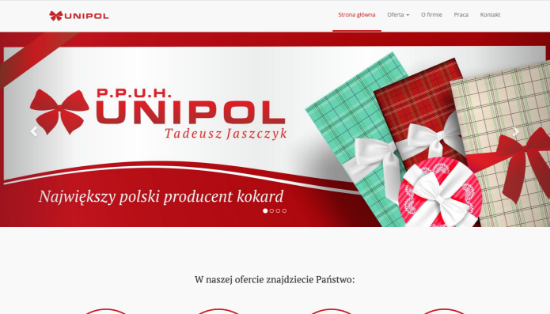 UNIPOL
Strona główna Oferta O firmie Praca Kontakt
P.P.U.H.
UNIPOL
Tadeusz Jaszczyk
Największy polski producent kokard
W naszej ofercie znajdziecie Państwo: